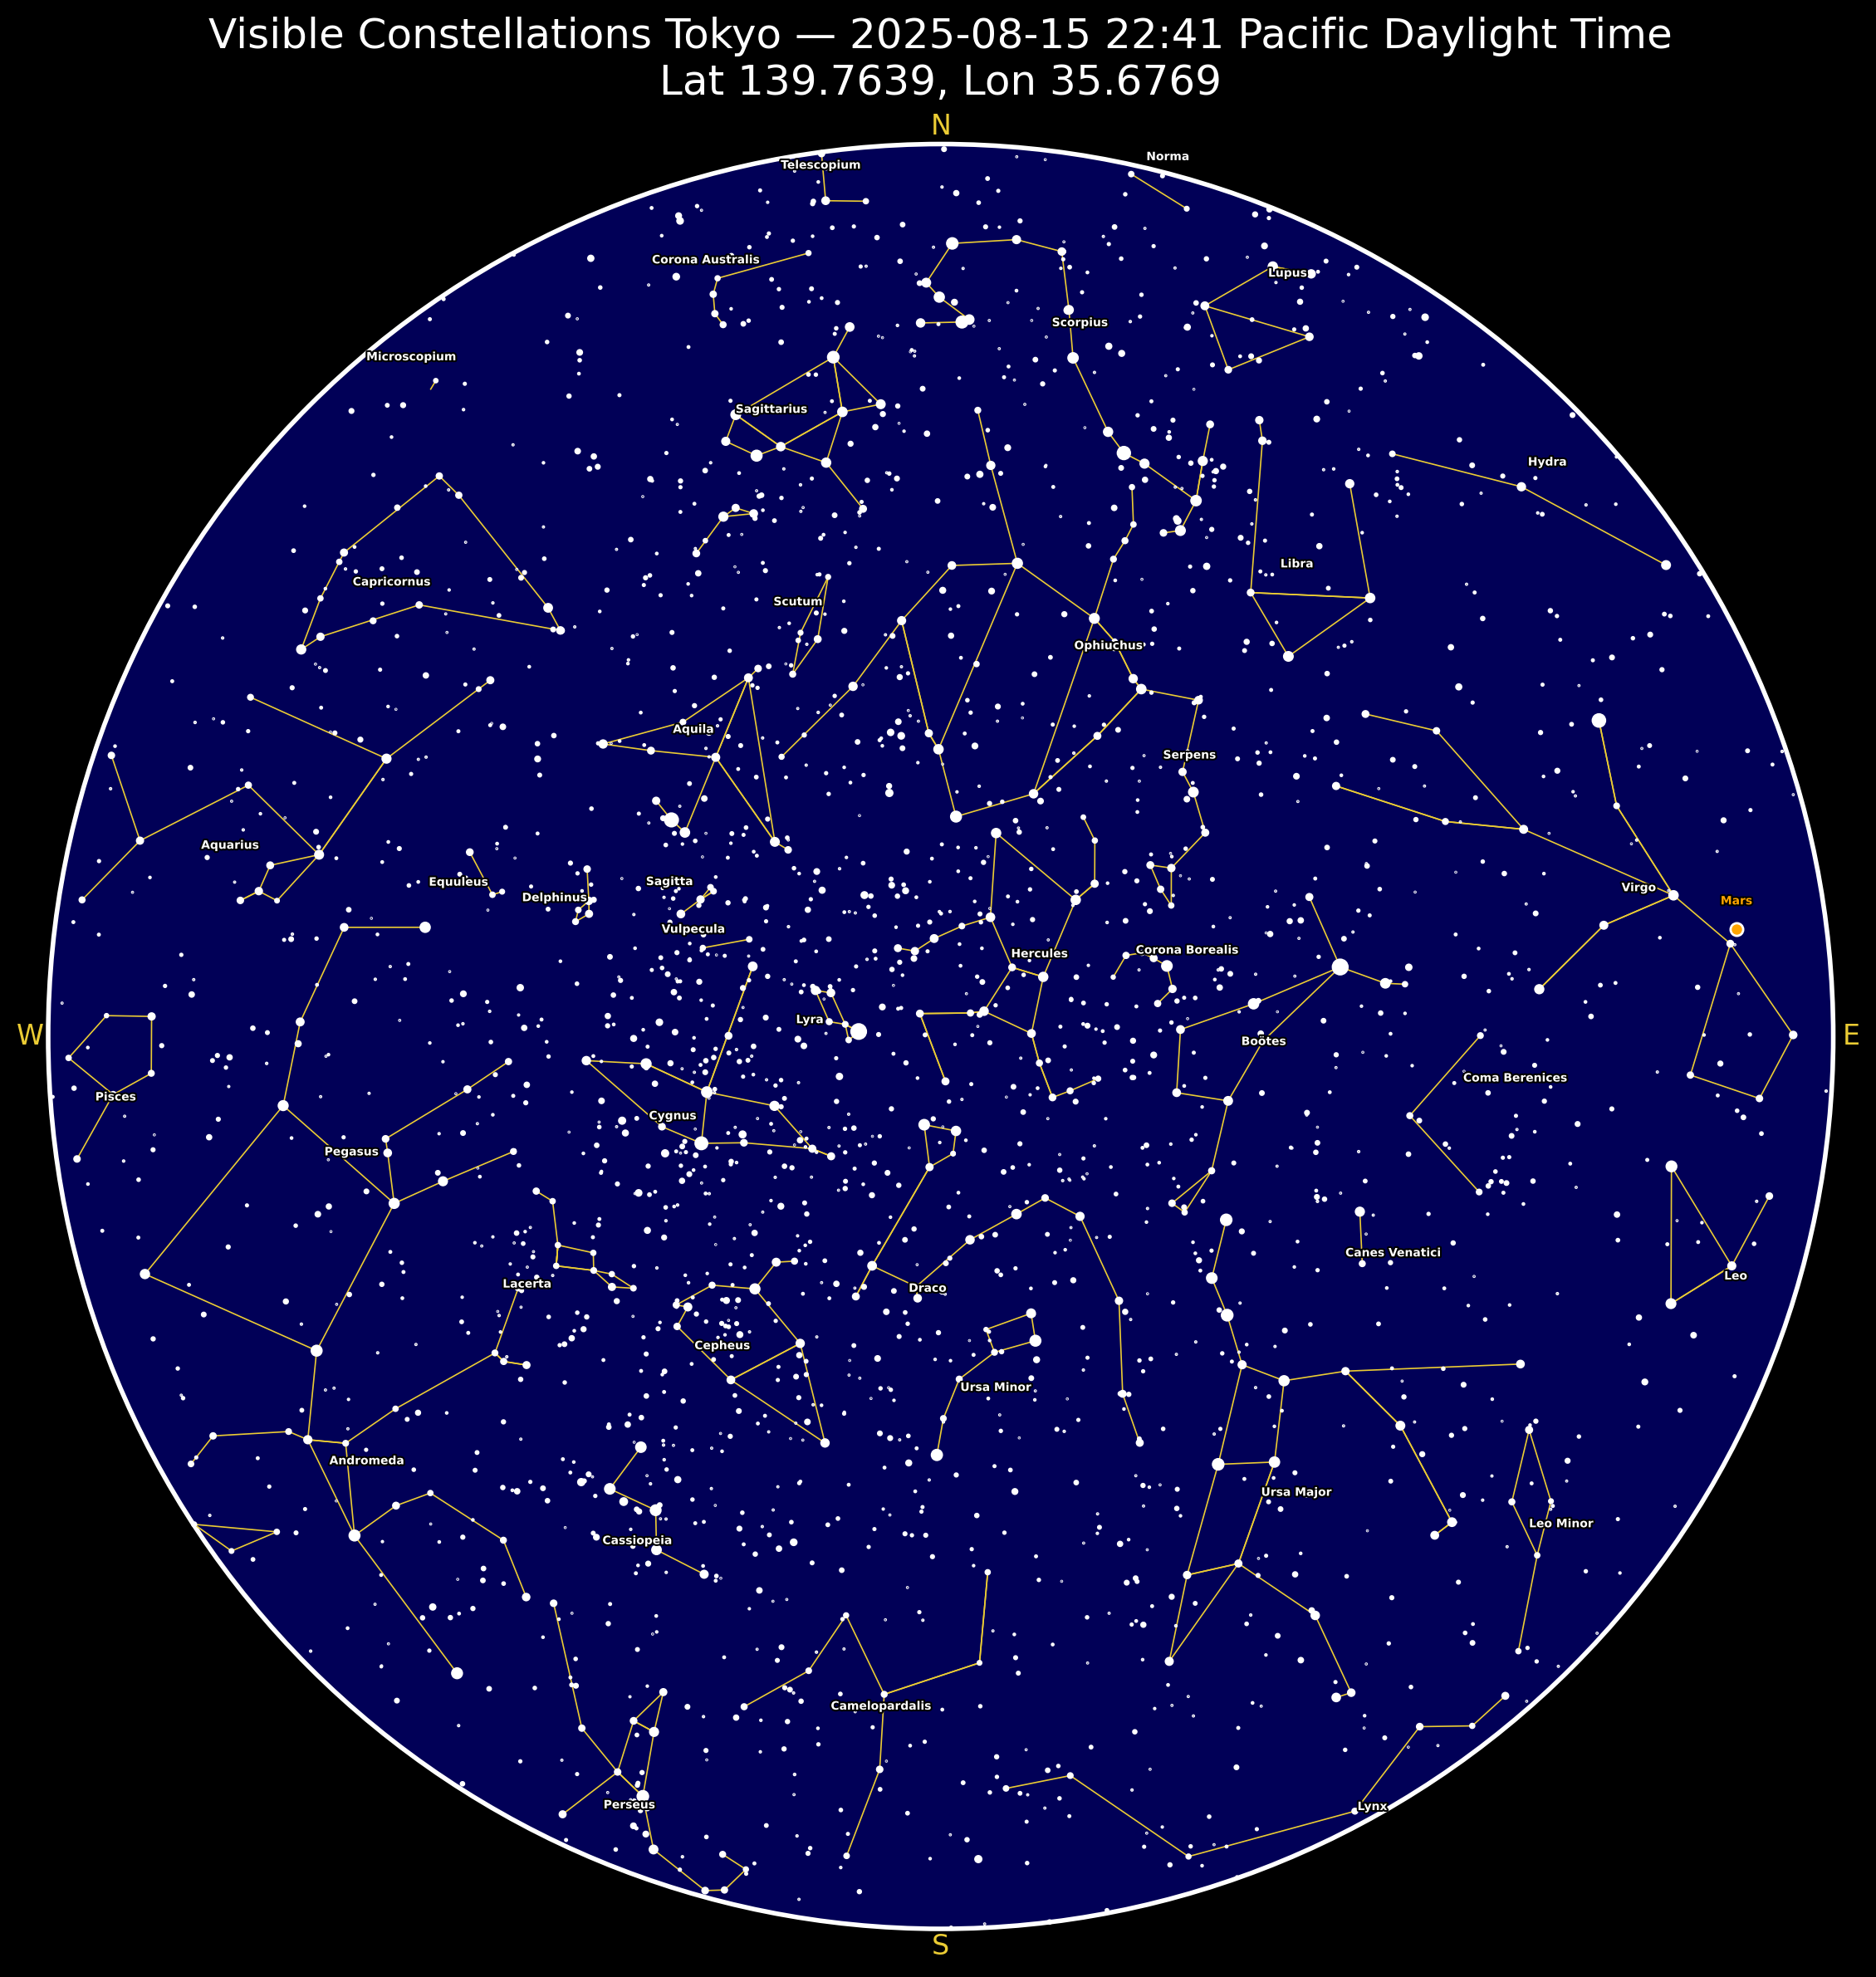 Visible Constellations Tokyo — 2025-08-15 22:41 Pacific Daylight Time
Lat 139.7639, Lon 35.6769
N
Telescopium
Norma
Corona Australis
Lupus
Scorpius
Microscopium
Sagittarius
Hydra
Libra
Capricornus
Scutum
Ophiuchus
Aquila
Serpens
Aquarius
Equuleus
Sagitta
Virgo
Delphinus
Mars
Vulpecula
Hercules
Corona Borealis
Lyra
W
E
Boötes
Coma Berenices
Pisces
Cygnus
Pegasus
Canes Venatici
Leo
Lacerta
Draco
Cepheus
Ursa Minor
Andromeda
Ursa Major
Leo Minor
Cassiopeia
Camelopardalis
Perseus
Lynx
S